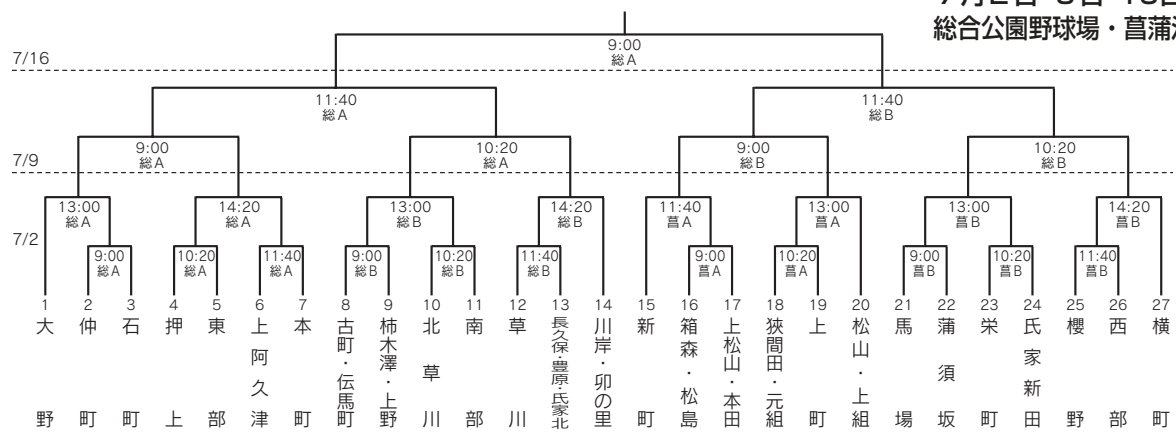 7月2日・9日・16日
総合公園野球場・菖蒲沢
9:00
総A
7/16
11:40
総A
11:40
総B
9:00
総A
10:20
総A
9:00
総B
10:20
総B
7/9
13:00
総A
14:20
総A
13:00
総B
14:20
総B
11:40
菖A
13:00
菖A
13:00
菖B
14:20
菖B
7/2
9:00
総A
10:20
総A
11:40
総A
9:00
総B
10:20
総B
11:40
総B
9:00
菖A
10:20
菖A
9:00
菖B
10:20
菖B
11:40
菖B
1 大野
2 仲町
3 石町
4 押上
5 東部
6 上阿久津
7 本町
8 古町・伝馬町
9 柿木澤・上野
10 北草川
11 南部
12 草川
13 長久保・豊原・氏家北
14 川岸・卯の里
15 新町
16 箱森・松島
17 上松山・本田
18 狹間田・元組
19 上町
20 松山・上組
21 馬場
22 蒲須坂
23 栄町
24 氏家新田
25 櫻野
26 西部
27 横町